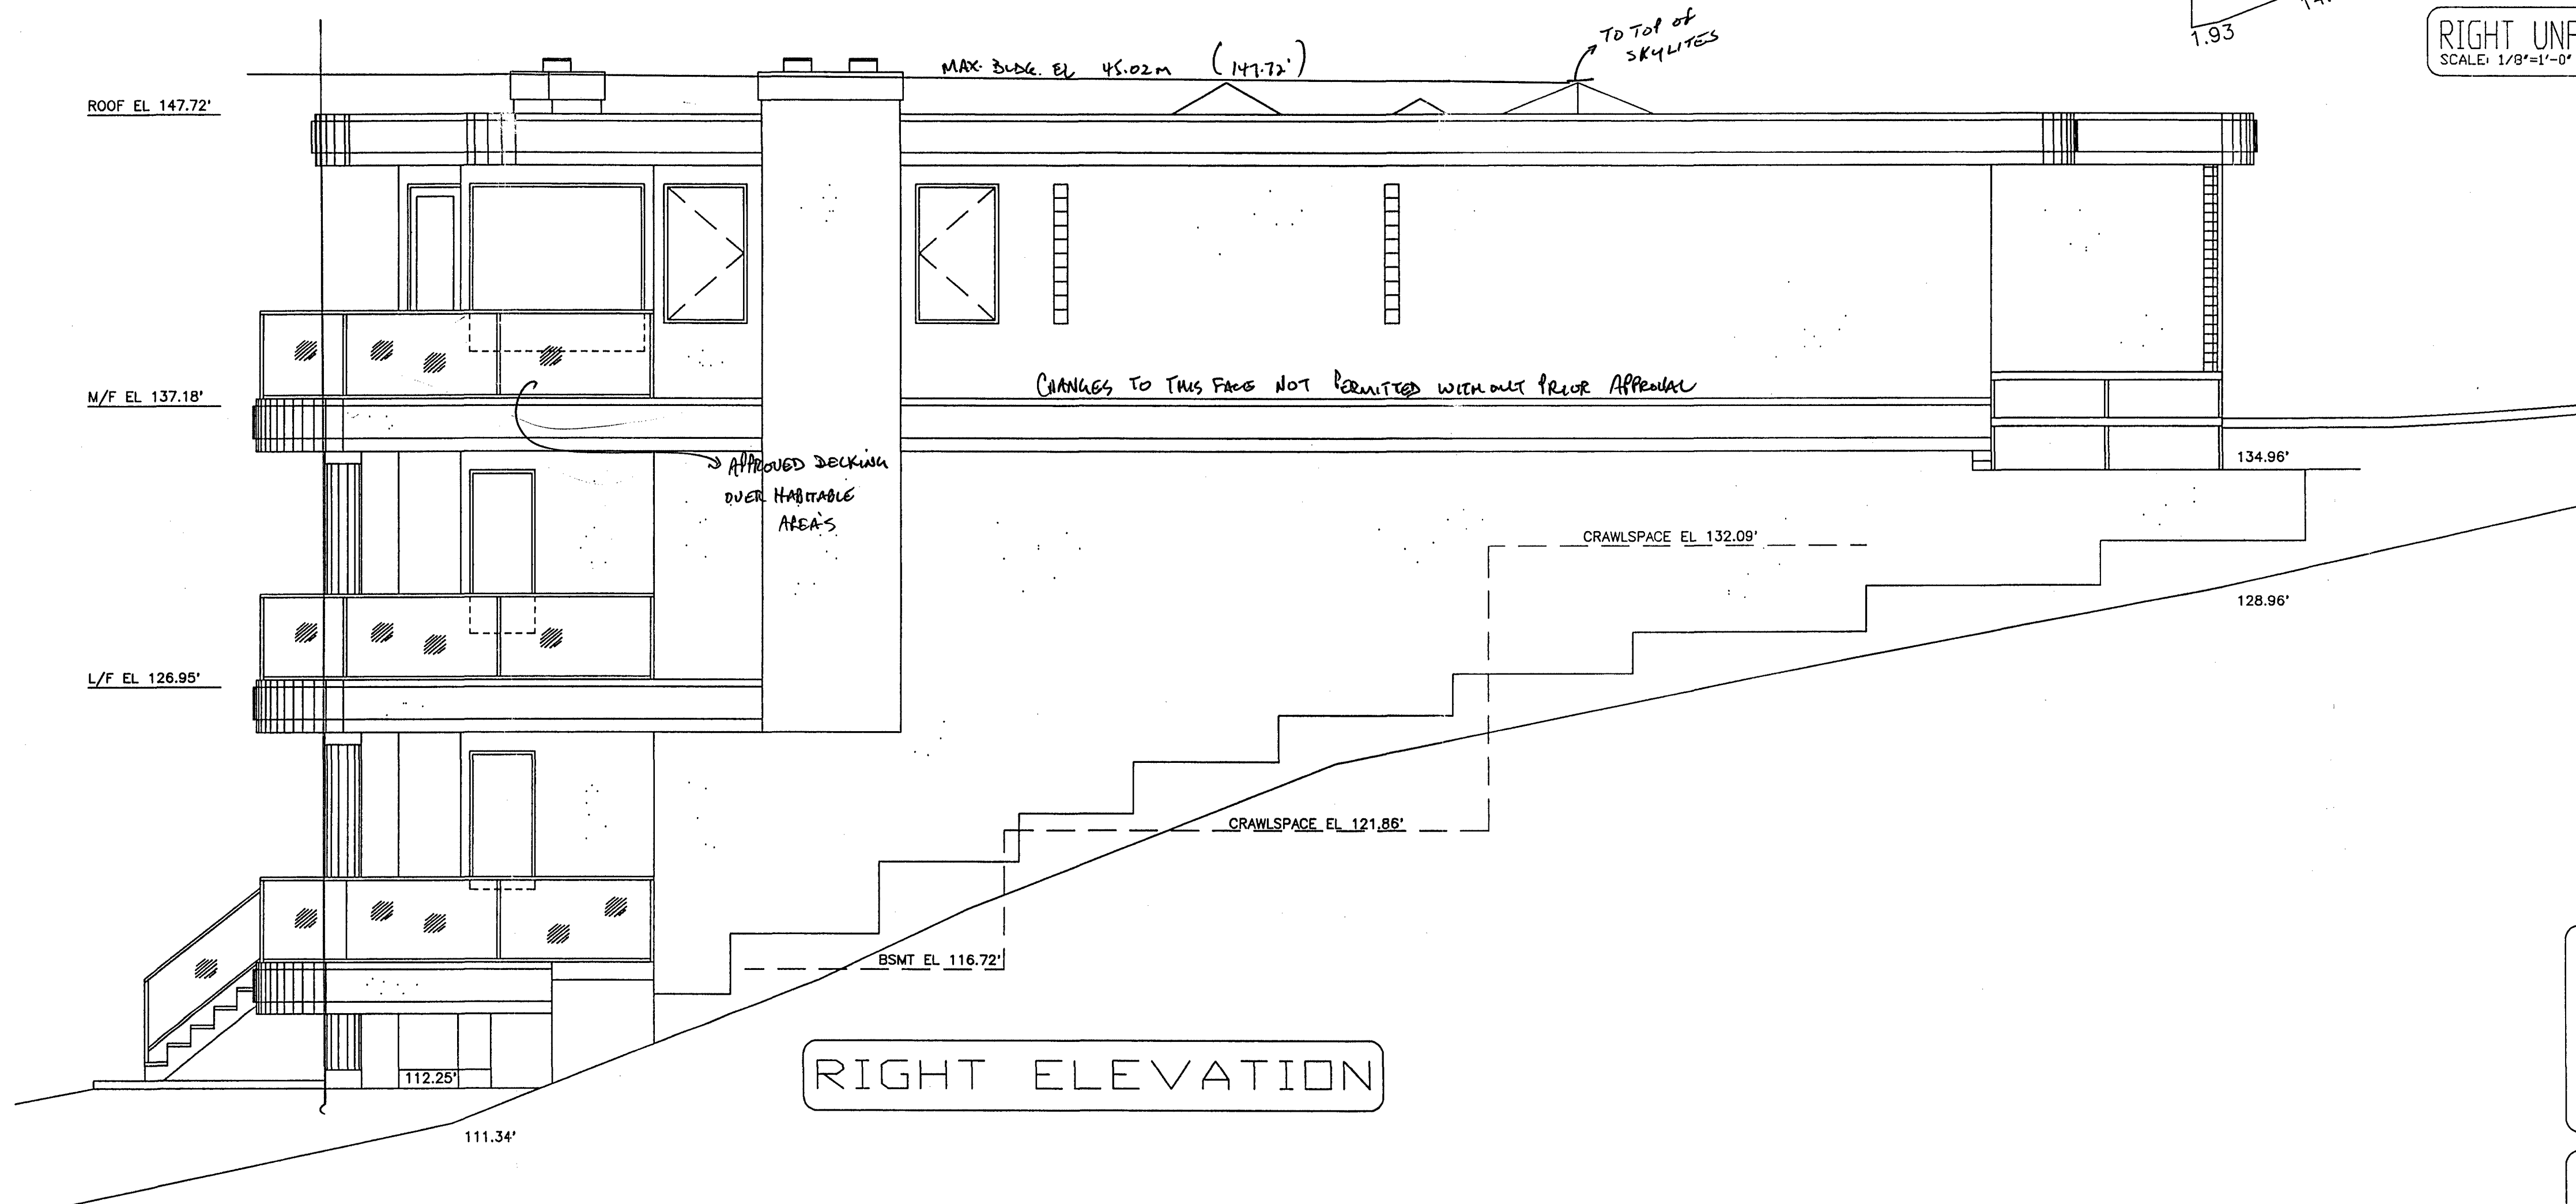 TO TOP OF
SKYLITES
1.93
RIGHT
SCALE: 1/8"=1'-0"
MAX. BLDG. EL 45.02m (147.72')
ROOF EL 147.72'
CHANGES TO THIS FACE NOT PERMITTED WITHOUT PRIOR APPROVAL
M/F EL 137.18'
134.96'
APPROVED DECKING
OVER HABITABLE
AREA'S
CRAWLSPACE EL 132.09'
128.96'
L/F EL 126.95'
CRAWLSPACE EL 121.86'
BSMT EL 116.72'
RIGHT ELEVATION
112.25'
111.34'